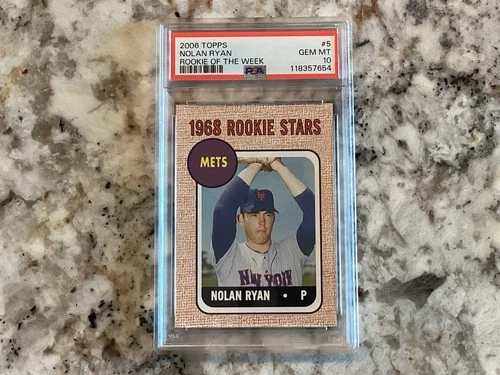 2006 TOPPS #5
NOLAN RYAN GEM MT
ROOKIE OF THE WEEK 10
PSA 118357654
1968 ROOKIE STARS
METS
NEW YORK
NOLAN RYAN • P